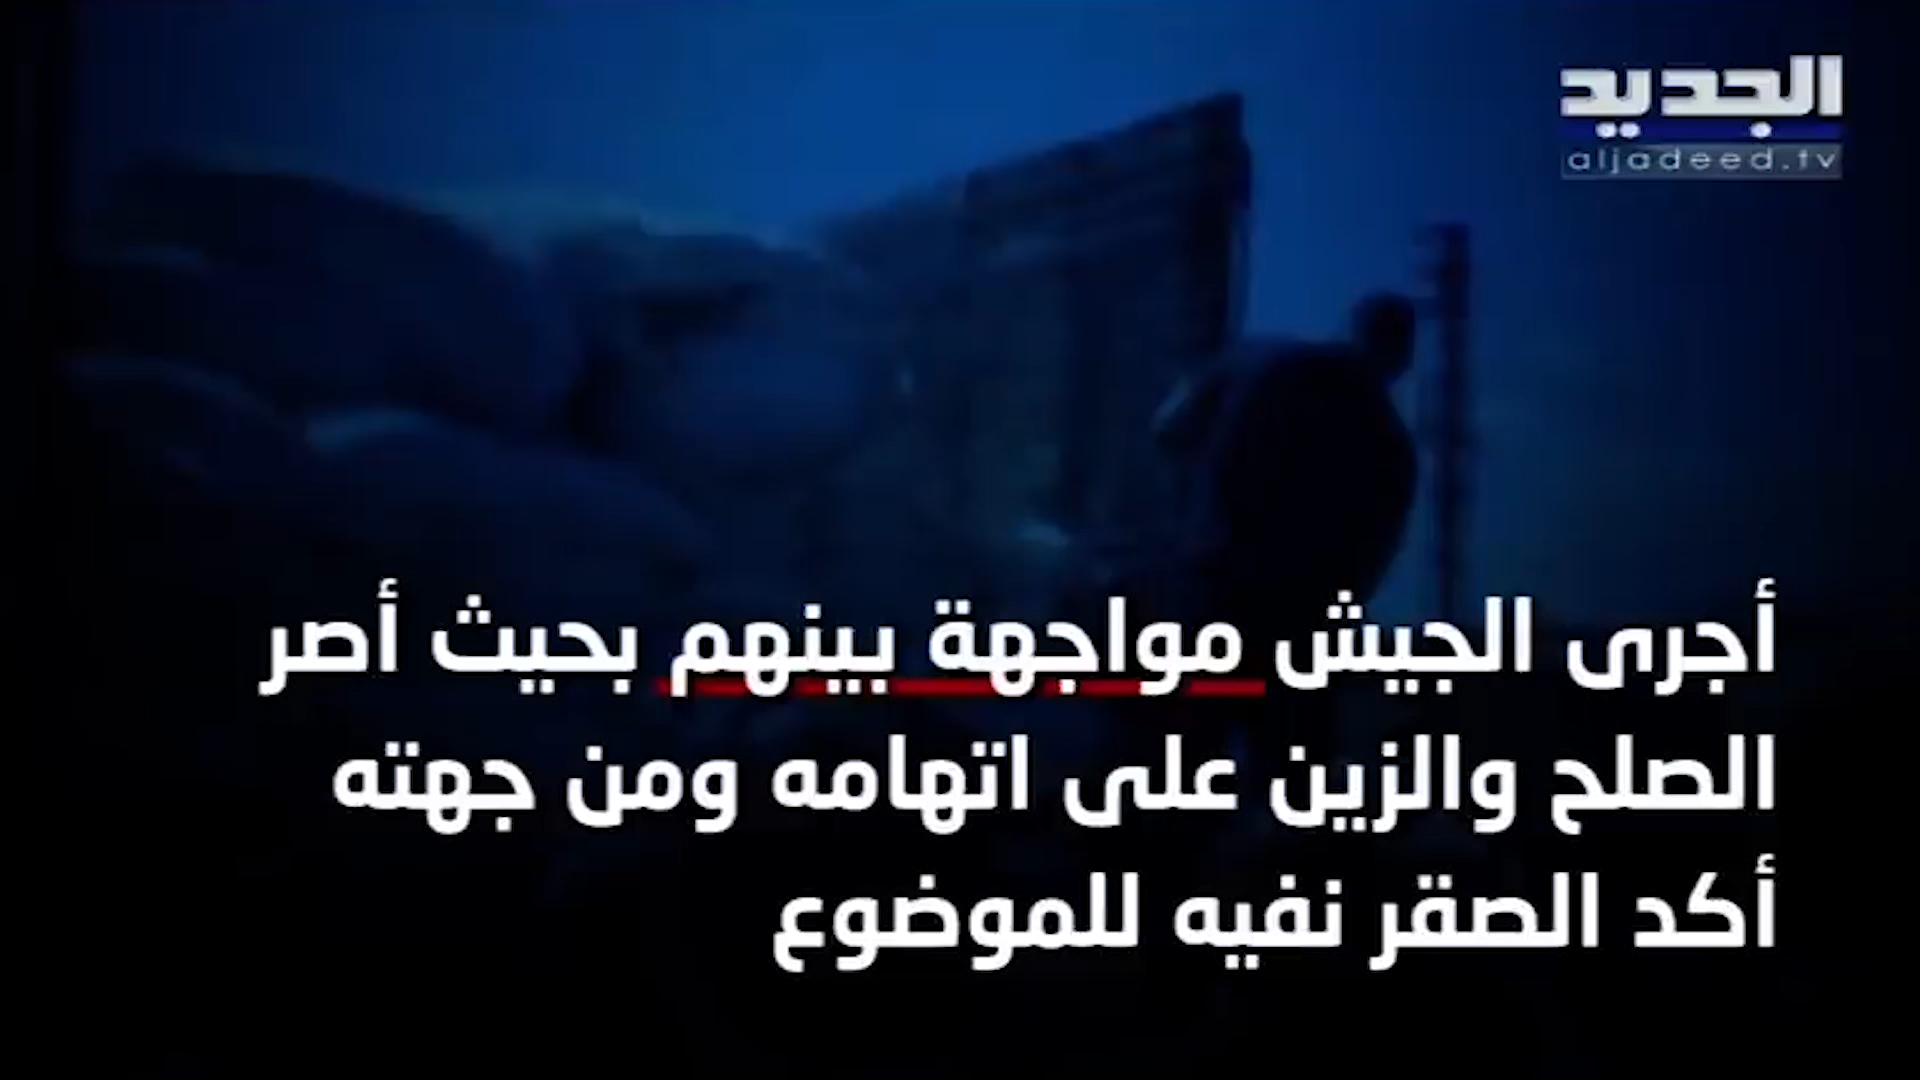 الجديد
aljadeed.tv
أجرى الجيش مواجهة بينهم بحيث أصر
الصلح والزين على اتهامه ومن جهته
أكد الصقر نفيه للموضوع